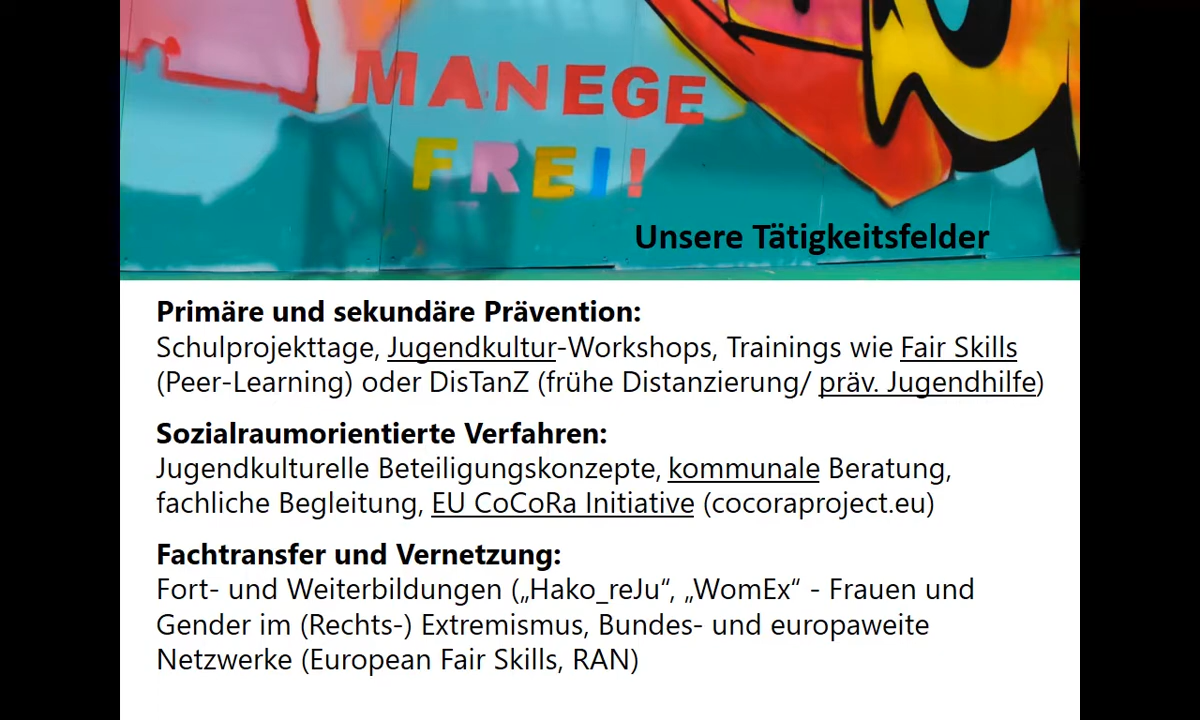 MANEGE
FREI!
Unsere Tätigkeitsfelder
Primäre und sekundäre Prävention:
Schulprojekttage, Jugendkultur-Workshops, Trainings wie Fair Skills
(Peer-Learning) oder DisTanZ (frühe Distanzierung/ präv. Jugendhilfe)
Sozialraumorientierte Verfahren:
Jugendkulturelle Beteiligungskonzepte, kommunale Beratung,
fachliche Begleitung, EU CoCoRa Initiative (cocoraproject.eu)
Fachtransfer und Vernetzung:
Fort- und Weiterbildungen („Hako_reJu“, „WomEx“ - Frauen und
Gender im (Rechts-) Extremismus, Bundes- und europaweite
Netzwerke (European Fair Skills, RAN)